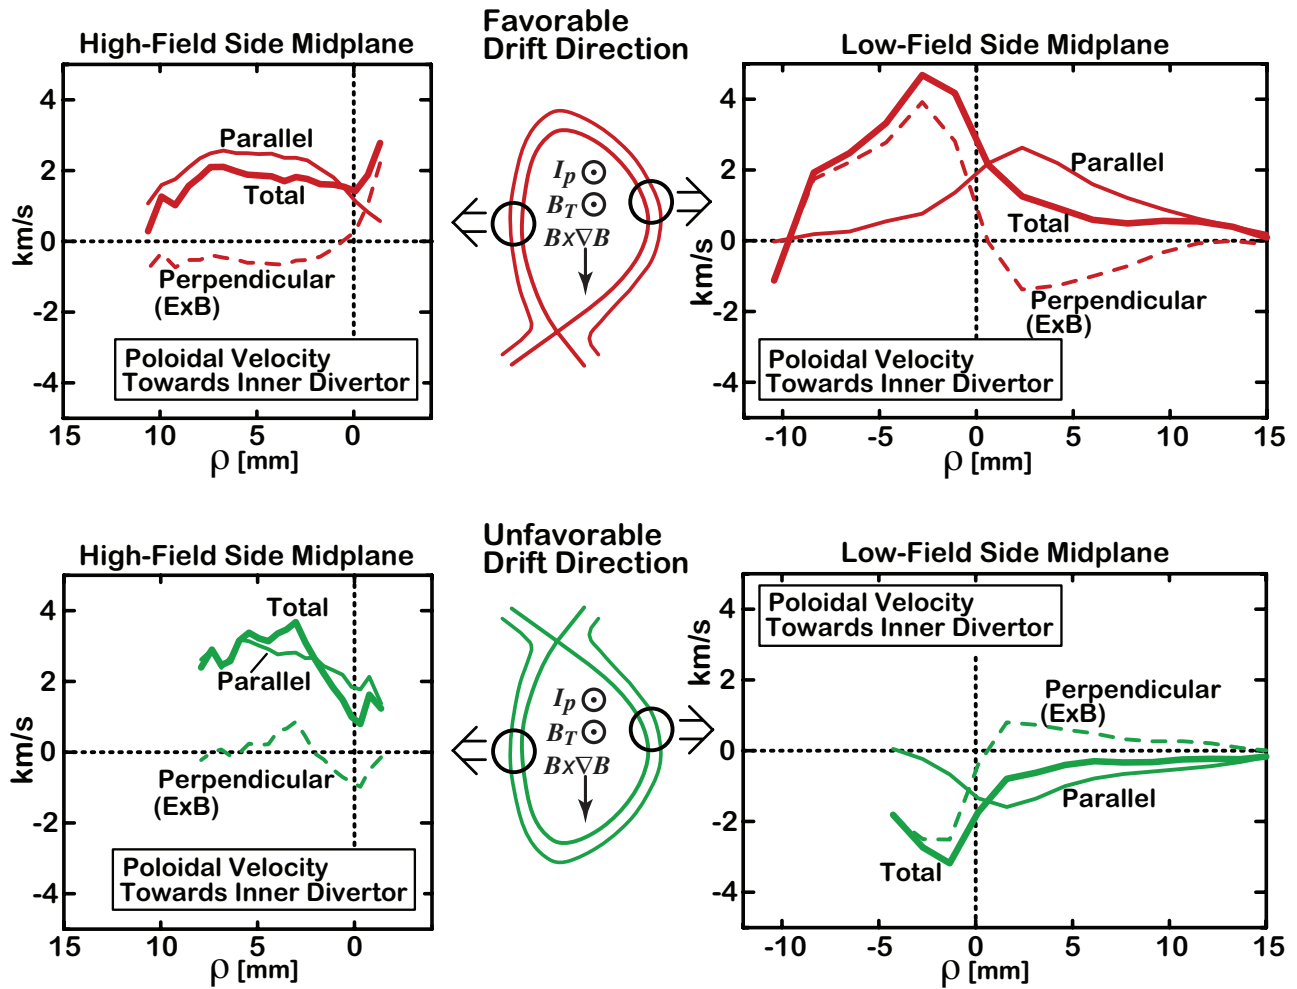 Favorable
Drift Direction
High-Field Side Midplane
4
2
0
-2
-4
km/s
Parallel
Total
Perpendicular
(ExB)
Poloidal Velocity
Towards Inner Divertor
15
10
5
0
ρ [mm]
Ip ⊙
BT ⊙
B×∇B
Low-Field Side Midplane
4
2
0
-2
-4
km/s
Parallel
Total
Perpendicular
(ExB)
Poloidal Velocity
Towards Inner Divertor
-10
-5
0
5
10
15
ρ [mm]
Unfavorable
Drift Direction
High-Field Side Midplane
4
2
0
-2
-4
km/s
Total
Parallel
Perpendicular
(ExB)
Poloidal Velocity
Towards Inner Divertor
15
10
5
0
ρ [mm]
Ip ⊙
BT ⊙
B×∇B
Low-Field Side Midplane
Poloidal Velocity
Towards Inner Divertor
4
2
0
-2
-4
km/s
Perpendicular
(ExB)
Parallel
Total
-10
-5
0
5
10
15
ρ [mm]